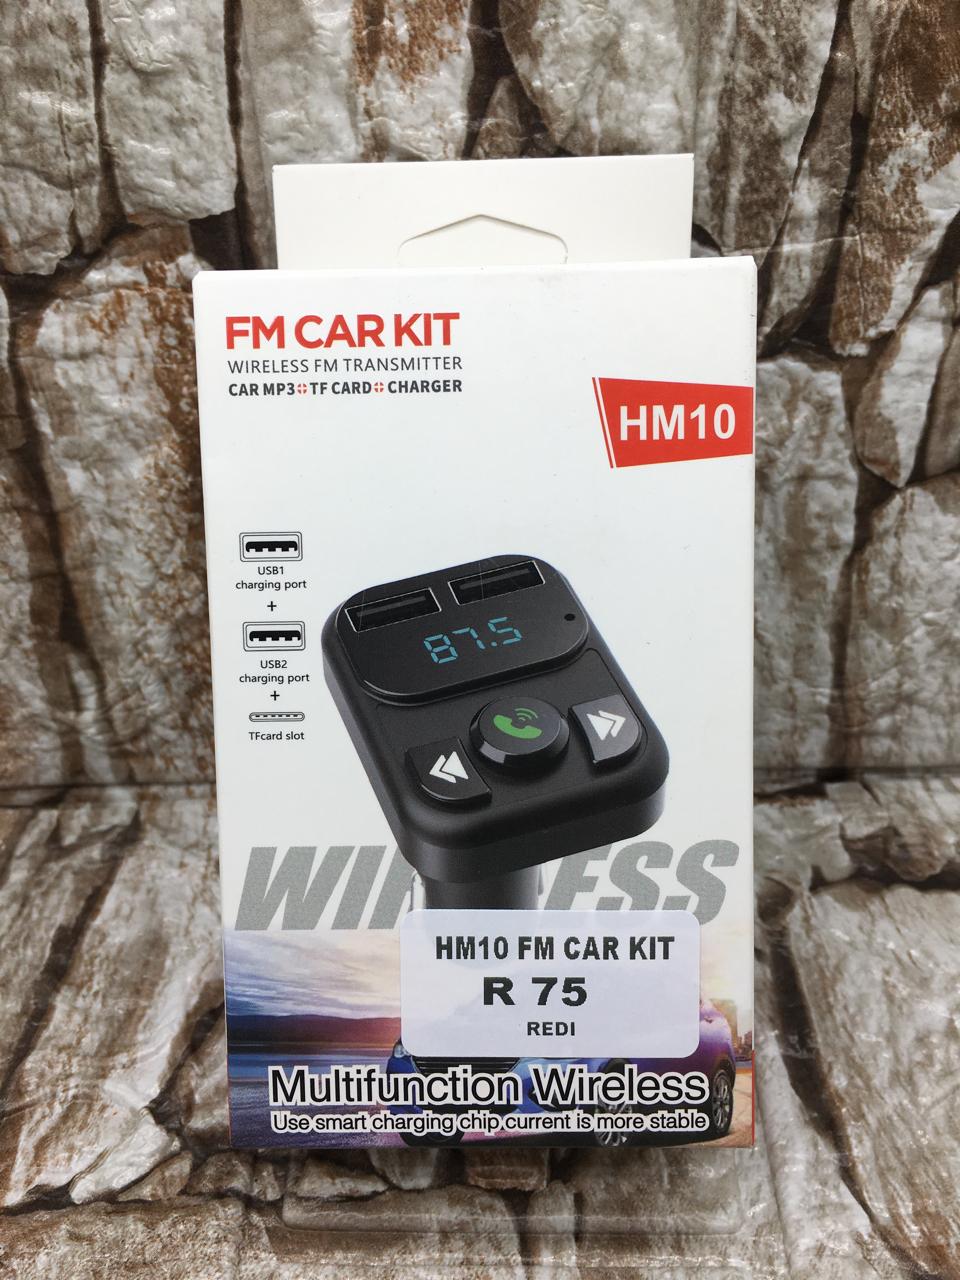 FM CAR KIT
WIRELESS FM TRANSMITTER
CAR MP3 TF CARD CHARGER
HM10
USB1
charging port
+
USB2
charging port
+
TFcard slot
87.5
WIRELESS
HM10 FM CAR KIT
R 75
REDI
Multifunction Wireless
Use smart charging chip current is more stable